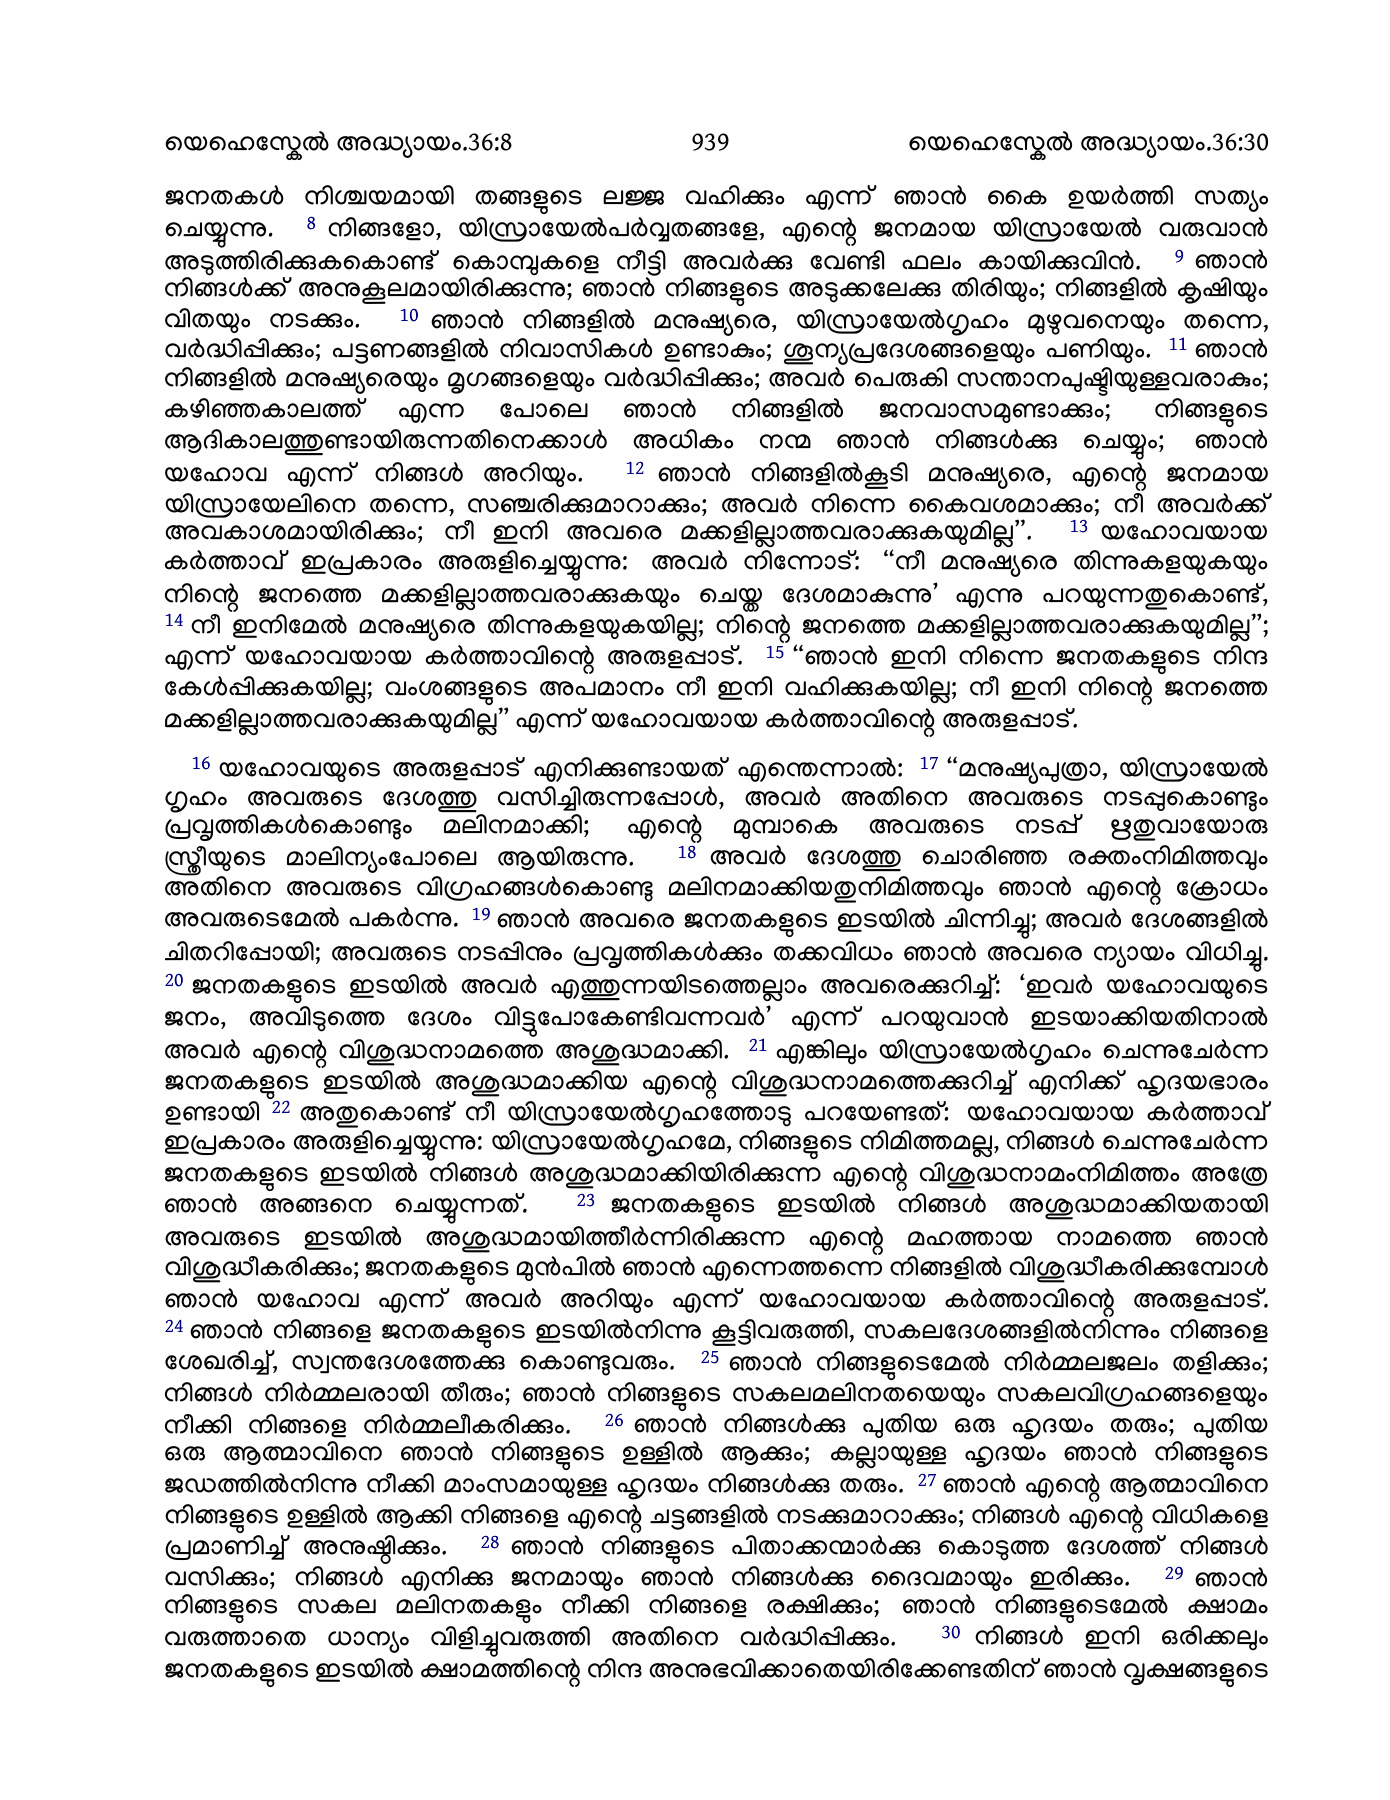 യെഹെസ്കേൽ അദ്ധ്യായം.36:8 939 യെഹെസ്കേൽ അദ്ധ്യായം.36:30
ജനതകൾ നിശ്ചയമായി തങ്ങളുടെ ലജ്ജ വഹിക്കും എന്ന് ഞാൻ കൈ ഉയർത്തി സത്യം
ചെയ്യുന്നു. 8 നിങ്ങളോ, യിസ്രായേൽപർവ്വതങ്ങളേ, എന്റെ ജനമായ യിസ്രായേൽ വരുവാൻ
അടുത്തിരിക്കുകകൊണ്ട് കൊമ്പുകളെ നീട്ടി അവർക്കു വേണ്ടി ഫലം കായിക്കുവിൻ. 9 ഞാൻ
നിങ്ങൾക്ക് അനുകൂലമായിരിക്കുന്നു; ഞാൻ നിങ്ങളുടെ അടുക്കലേക്കു തിരിയും; നിങ്ങളിൽ കൃഷിയും
വിതയും നടക്കും. 10 ഞാൻ നിങ്ങളിൽ മനുഷ്യരെ, യിസ്രായേൽഗൃഹം മുഴുവനെയും തന്നെ,
വർദ്ധിപ്പിക്കും; പട്ടണങ്ങളിൽ നിവാസികൾ ഉണ്ടാകും; ശൂന്യപ്രദേശങ്ങളെയും പണിയും. 11 ഞാൻ
നിങ്ങളിൽ മനുഷ്യരെയും മൃഗങ്ങളെയും വർദ്ധിപ്പിക്കും; അവർ പെരുകി സന്താനപുഷ്ടിയുള്ളവരാകും;
കഴിഞ്ഞകാലത്ത് എന്ന പോലെ ഞാൻ നിങ്ങളിൽ ജനവാസമുണ്ടാക്കും; നിങ്ങളുടെ
ആദികാലത്തുണ്ടായിരുന്നതിനെക്കാൾ അധികം നന്മ ഞാൻ നിങ്ങൾക്കു ചെയ്യും; ഞാൻ
യഹോവ എന്ന് നിങ്ങൾ അറിയും. 12 ഞാൻ നിങ്ങളിൽകൂടി മനുഷ്യരെ, എന്റെ ജനമായ
യിസ്രായേലിനെ തന്നെ, സഞ്ചരിക്കുമാറാക്കും; അവർ നിന്നെ കൈവശമാക്കും; നീ അവർക്ക്
അവകാശമായിരിക്കും; നീ ഇനി അവരെ മക്കളില്ലാത്തവരാക്കുകയുമില്ല”. 13 യഹോവയായ
കർത്താവ് ഇപ്രകാരം അരുളിച്ചെയ്യുന്നു: അവർ നിന്നോട്: “നീ മനുഷ്യരെ തിന്നുകളയുകയും
നിന്റെ ജനത്തെ മക്കളില്ലാത്തവരാക്കുകയും ചെയ്ത ദേശമാകുന്നു’ എന്നു പറയുന്നതുകൊണ്ട്,
14 നീ ഇനിമേൽ മനുഷ്യരെ തിന്നുകളയുകയില്ല; നിന്റെ ജനത്തെ മക്കളില്ലാത്തവരാക്കുകയുമില്ല”;
എന്ന് യഹോവയായ കർത്താവിന്റെ അരുളപ്പാട്. 15 “ഞാൻ ഇനി നിന്നെ ജനതകളുടെ നിന്ദ
കേൾപ്പിക്കുകയില്ല; വംശങ്ങളുടെ അപമാനം നീ ഇനി വഹിക്കുകയില്ല; നീ ഇനി നിന്റെ ജനത്തെ
മക്കളില്ലാത്തവരാക്കുകയുമില്ല” എന്ന് യഹോവയായ കർത്താവിന്റെ അരുളപ്പാട്.
16 യഹോവയുടെ അരുളപ്പാട് എനിക്കുണ്ടായത് എന്തെന്നാൽ: 17 “മനുഷ്യപുത്രാ, യിസ്രായേൽ
ഗൃഹം അവരുടെ ദേശത്തു വസിച്ചിരുന്നപ്പോൾ, അവർ അതിനെ അവരുടെ നടപ്പുകൊണ്ടും
പ്രവൃത്തികൾകൊണ്ടും മലിനമാക്കി; എന്റെ മുമ്പാകെ അവരുടെ നടപ്പ് ഋതുവായോരു
സ്ത്രീയുടെ മാലിന്യംപോലെ ആയിരുന്നു. 18 അവർ ദേശത്തു ചൊരിഞ്ഞ രക്തംനിമിത്തവും
അതിനെ അവരുടെ വിഗ്രഹങ്ങൾകൊണ്ടു മലിനമാക്കിയതുനിമിത്തവും ഞാൻ എന്റെ ക്രോധം
അവരുടെമേൽ പകർന്നു. 19 ഞാൻ അവരെ ജനതകളുടെ ഇടയിൽ ചിന്നിച്ചു; അവർ ദേശങ്ങളിൽ
ചിതറിപ്പോയി; അവരുടെ നടപ്പിനും പ്രവൃത്തികൾക്കും തക്കവിധം ഞാൻ അവരെ ന്യായം വിധിച്ചു.
20 ജനതകളുടെ ഇടയിൽ അവർ എത്തുന്നയിടത്തെല്ലാം അവരെക്കുറിച്ച്: ‘ഇവർ യഹോവയുടെ
ജനം, അവിടുത്തെ ദേശം വിട്ടുപോകേണ്ടിവന്നവർ’ എന്ന് പറയുവാൻ ഇടയാക്കിയതിനാൽ
അവർ എന്റെ വിശുദ്ധനാമത്തെ അശുദ്ധമാക്കി. 21 എങ്കിലും യിസ്രായേൽഗൃഹം ചെന്നുചേർന്ന
ജനതകളുടെ ഇടയിൽ അശുദ്ധമാക്കിയ എന്റെ വിശുദ്ധനാമത്തെക്കുറിച്ച് എനിക്ക് ഹൃദയഭാരം
ഉണ്ടായി 22 അതുകൊണ്ട് നീ യിസ്രായേൽഗൃഹത്തോടു പറയേണ്ടത്: യഹോവയായ കർത്താവ്
ഇപ്രകാരം അരുളിച്ചെയ്യുന്നു: യിസ്രായേൽഗൃഹമേ, നിങ്ങളുടെ നിമിത്തമല്ല, നിങ്ങൾ ചെന്നുചേർന്ന
ജനതകളുടെ ഇടയിൽ നിങ്ങൾ അശുദ്ധമാക്കിയിരിക്കുന്ന എന്റെ വിശുദ്ധനാമംനിമിത്തം അത്രേ
ഞാൻ അങ്ങനെ ചെയ്യുന്നത്. 23 ജനതകളുടെ ഇടയിൽ നിങ്ങൾ അശുദ്ധമാക്കിയതായി
അവരുടെ ഇടയിൽ അശുദ്ധമായിത്തീർന്നിരിക്കുന്ന എന്റെ മഹത്തായ നാമത്തെ ഞാൻ
വിശുദ്ധീകരിക്കും; ജനതകളുടെ മുൻപിൽ ഞാൻ എന്നെത്തന്നെ നിങ്ങളിൽ വിശുദ്ധീകരിക്കുമ്പോൾ
ഞാൻ യഹോവ എന്ന് അവർ അറിയും എന്ന് യഹോവയായ കർത്താവിന്റെ അരുളപ്പാട്.
24 ഞാൻ നിങ്ങളെ ജനതകളുടെ ഇടയിൽനിന്നു കൂട്ടിവരുത്തി, സകലദേശങ്ങളിൽനിന്നും നിങ്ങളെ
ശേഖരിച്ച്, സ്വന്തദേശത്തേക്കു കൊണ്ടുവരും. 25 ഞാൻ നിങ്ങളുടെമേൽ നിർമ്മലജലം തളിക്കും;
നിങ്ങൾ നിർമ്മലരായി തീരും; ഞാൻ നിങ്ങളുടെ സകലമലിനതയെയും സകലവിഗ്രഹങ്ങളെയും
നീക്കി നിങ്ങളെ നിർമ്മലീകരിക്കും. 26 ഞാൻ നിങ്ങൾക്കു പുതിയ ഒരു ഹൃദയം തരും; പുതിയ
ഒരു ആത്മാവിനെ ഞാൻ നിങ്ങളുടെ ഉള്ളിൽ ആക്കും; കല്ലായുള്ള ഹൃദയം ഞാൻ നിങ്ങളുടെ
ജഡത്തിൽനിന്നു നീക്കി മാംസമായുള്ള ഹൃദയം നിങ്ങൾക്കു തരും. 27 ഞാൻ എന്റെ ആത്മാവിനെ
നിങ്ങളുടെ ഉള്ളിൽ ആക്കി നിങ്ങളെ എന്റെ ചട്ടങ്ങളിൽ നടക്കുമാറാക്കും; നിങ്ങൾ എന്റെ വിധികളെ
പ്രമാണിച്ച് അനുഷ്ഠിക്കും. 28 ഞാൻ നിങ്ങളുടെ പിതാക്കന്മാർക്കു കൊടുത്ത ദേശത്ത് നിങ്ങൾ
വസിക്കും; നിങ്ങൾ എനിക്കു ജനമായും ഞാൻ നിങ്ങൾക്കു ദൈവമായും ഇരിക്കും. 29 ഞാൻ
നിങ്ങളുടെ സകല മലിനതകളും നീക്കി നിങ്ങളെ രക്ഷിക്കും; ഞാൻ നിങ്ങളുടെമേൽ ക്ഷാമം
വരുത്താതെ ധാന്യം വിളിച്ചുവരുത്തി അതിനെ വർദ്ധിപ്പിക്കും. 30 നിങ്ങൾ ഇനി ഒരിക്കലും
ജനതകളുടെ ഇടയിൽ ക്ഷാമത്തിന്റെ നിന്ദ അനുഭവിക്കാതെയിരിക്കേണ്ടതിന് ഞാൻ വൃക്ഷങ്ങളുടെ